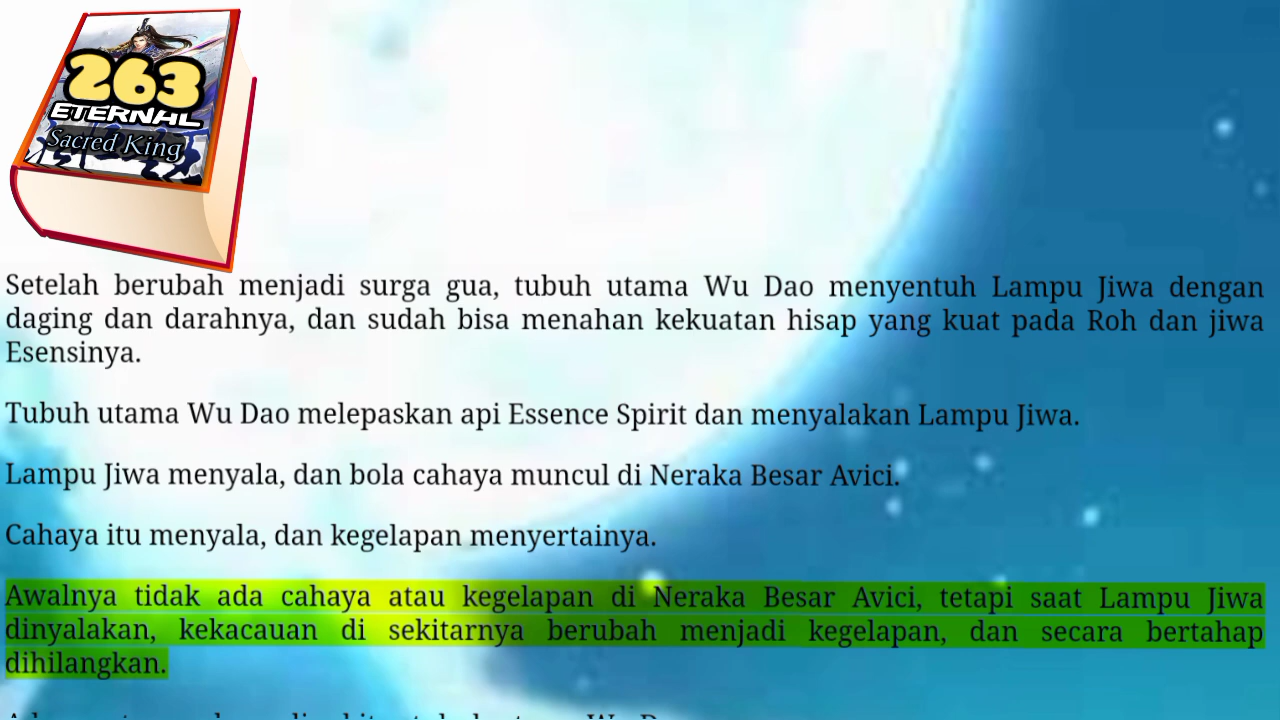 263
ETERNAL
Sacred King
Setelah berubah menjadi surga gua, tubuh utama Wu Dao menyentuh Lampu Jiwa dengan
daging dan darahnya, dan sudah bisa menahan kekuatan hisap yang kuat pada Roh dan jiwa
Esensinya.
Tubuh utama Wu Dao melepaskan api Essence Spirit dan menyalakan Lampu Jiwa.
Lampu Jiwa menyala, dan bola cahaya muncul di Neraka Besar Avici.
Cahaya itu menyala, dan kegelapan menyertainya.
Awalnya tidak ada cahaya atau kegelapan di Neraka Besar Avici, tetapi saat Lampu Jiwa
dinyalakan, kekacauan di sekitarnya berubah menjadi kegelapan, dan secara bertahap
dihilangkan.